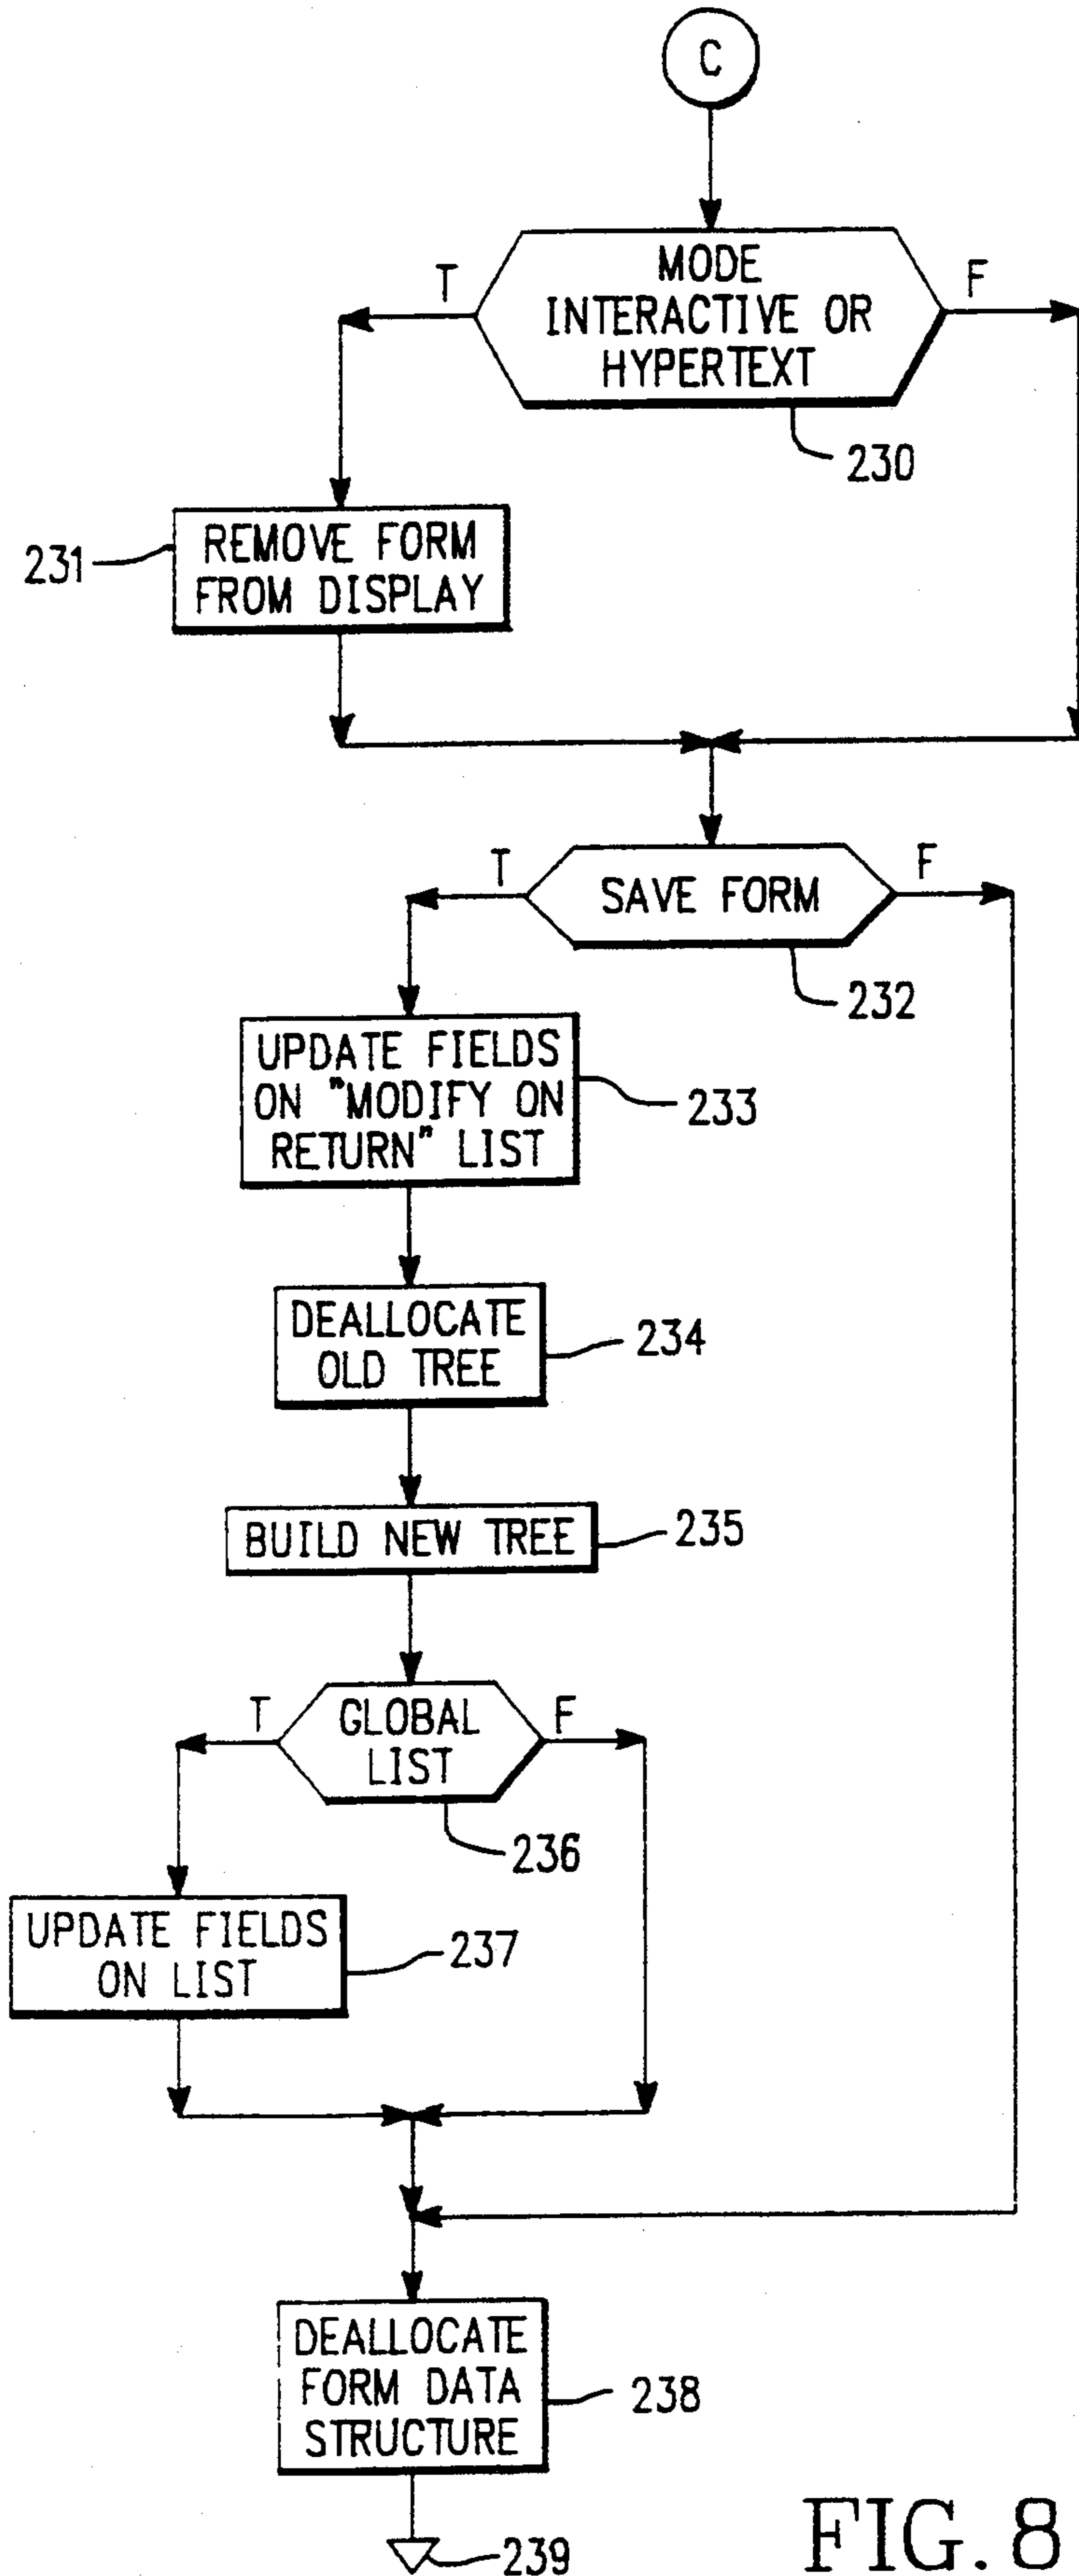 C
T
F
MODE
INTERACTIVE OR
HYPERTEXT
230
231
REMOVE FORM
FROM DISPLAY
T
F
SAVE FORM
232
UPDATE FIELDS
ON "MODIFY ON
RETURN" LIST
233
DEALLOCATE
OLD TREE
234
BUILD NEW TREE
235
T
F
GLOBAL
LIST
236
UPDATE FIELDS
ON LIST
237
DEALLOCATE
FORM DATA
STRUCTURE
238
239
FIG. 8